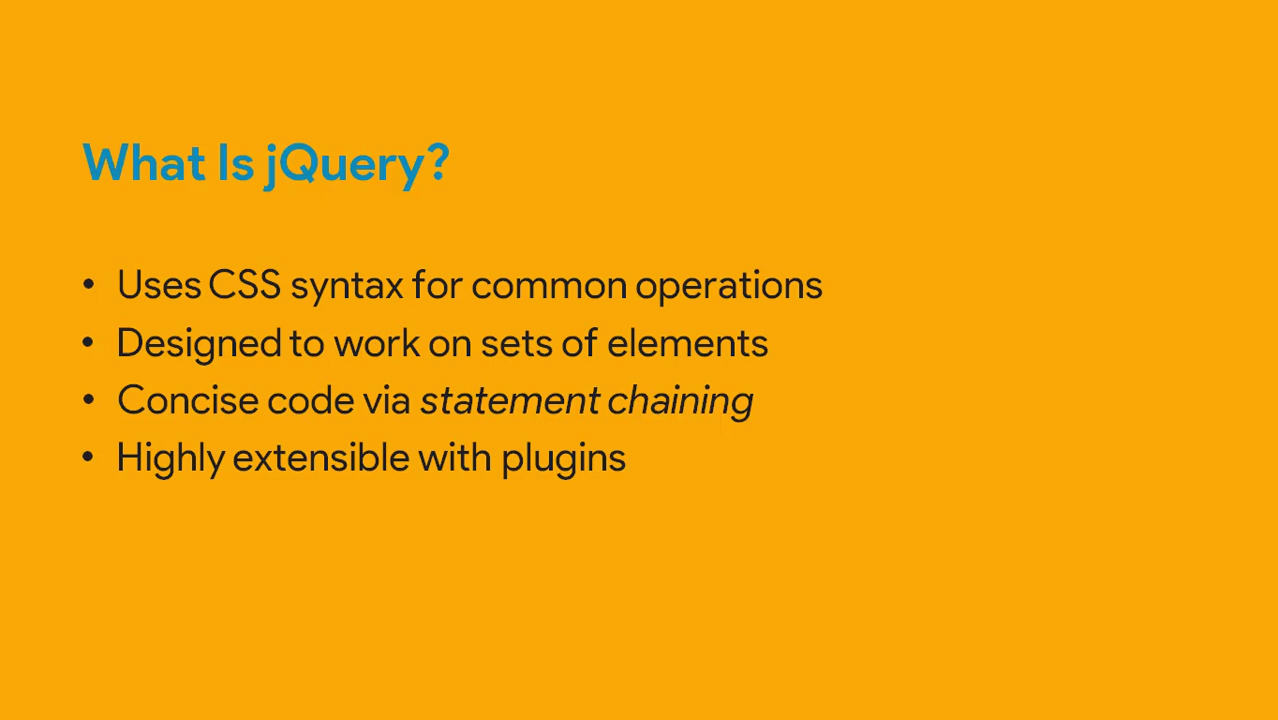 What Is jQuery?
• Uses CSS syntax for common operations
• Designed to work on sets of elements
• Concise code via statement chaining
• Highly extensible with plugins